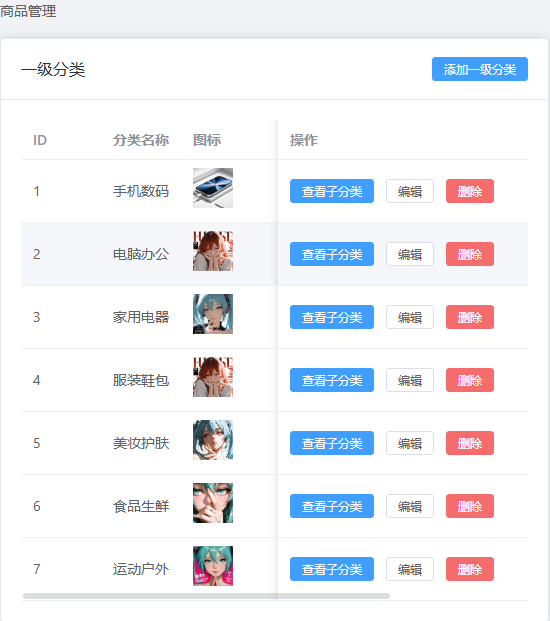 商品管理
一级分类 添加一级分类
ID 分类名称 图标 操作
1 手机数码 查看子分类 编辑 删除
2 电脑办公 查看子分类 编辑 删除
3 家用电器 查看子分类 编辑 删除
4 服装鞋包 查看子分类 编辑 删除
5 美妆护肤 查看子分类 编辑 删除
6 食品生鲜 查看子分类 编辑 删除
7 运动户外 查看子分类 编辑 删除